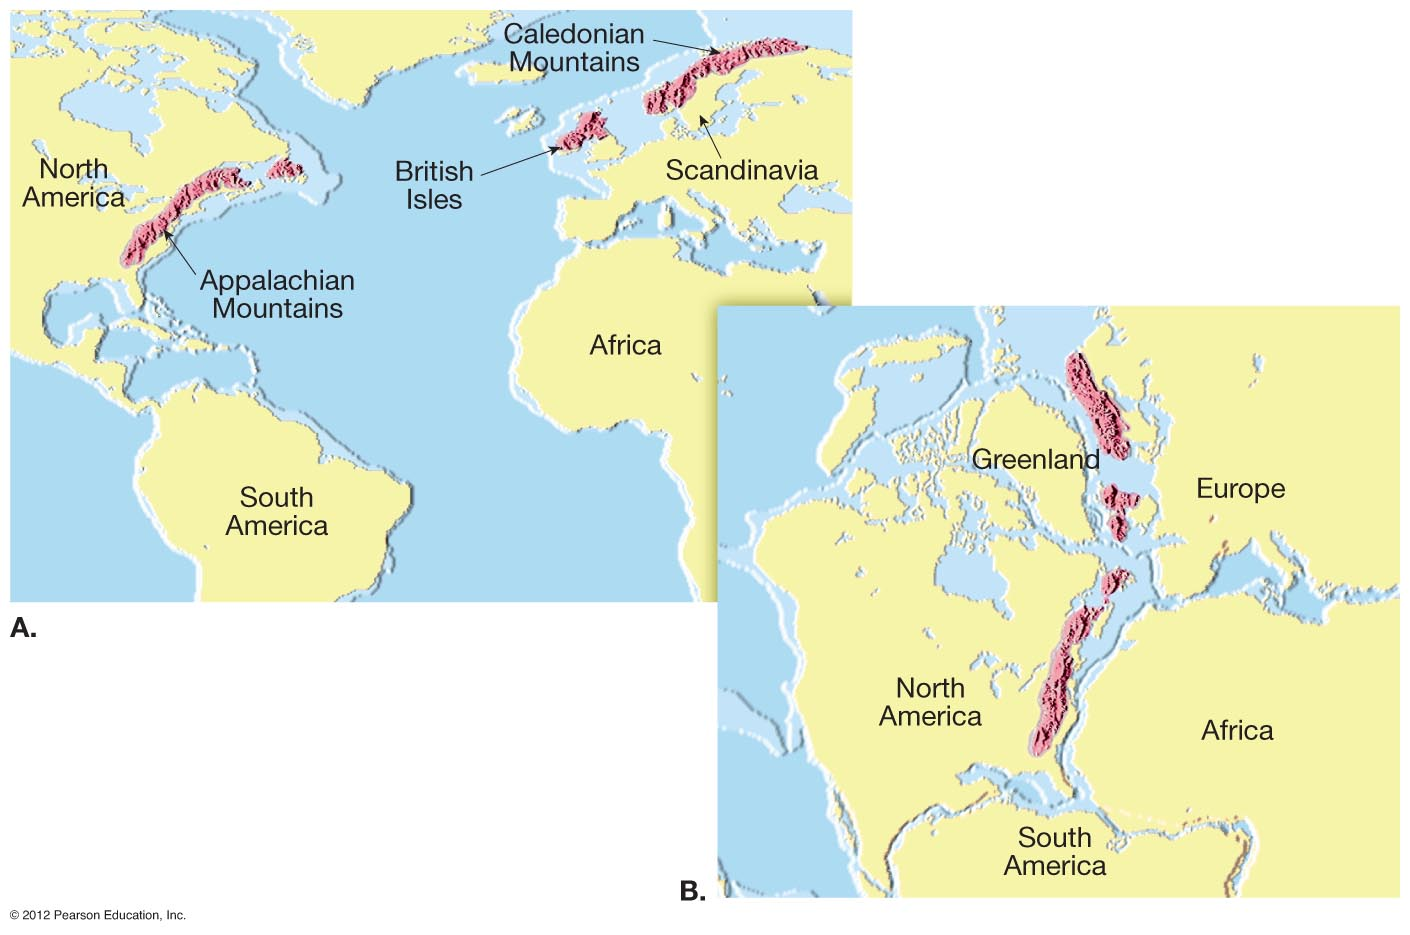 Caledonian
Mountains
North
America
British
Isles
Scandinavia
Appalachian
Mountains
Africa
South
America
A.
Greenland
Europe
North
America
Africa
South
America
B.
© 2012 Pearson Education, Inc.